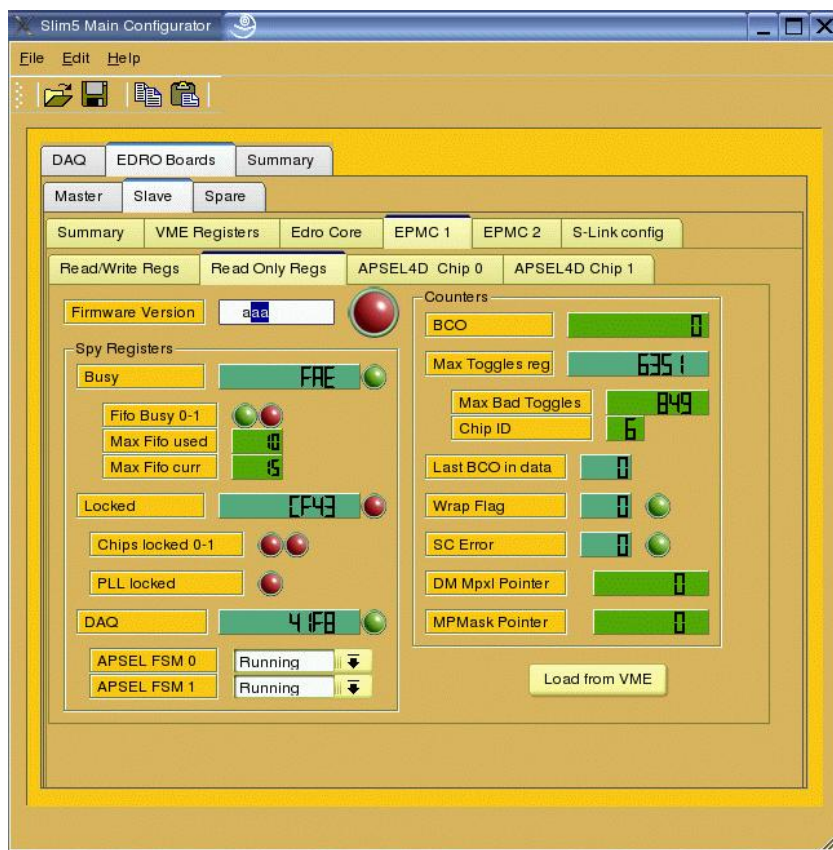 Slim5 Main Configurator
File Edit Help
DAQ EDRO Boards Summary
Master Slave Spare
Summary VME Registers Edro Core EPMC 1 EPMC 2 S-Link config
Read/Write Regs Read Only Regs APSEL4D Chip 0 APSEL4D Chip 1
Firmware Version aaa
Spy Registers
Busy FAE
Fifo Busy 0-1
Max Fifo used 10
Max Fifo curr 15
Locked CF43
Chips locked 0-1
PLL locked
DAQ 41F8
APSEL FSM 0 Running
APSEL FSM 1 Running
Counters
BCO 0
Max Toggles reg 6351
Max Bad Toggles 849
Chip ID 6
Last BCO in data 0
Wrap Flag 0
SC Error 0
DM Mpxl Pointer 0
MPMask Pointer 0
Load from VME